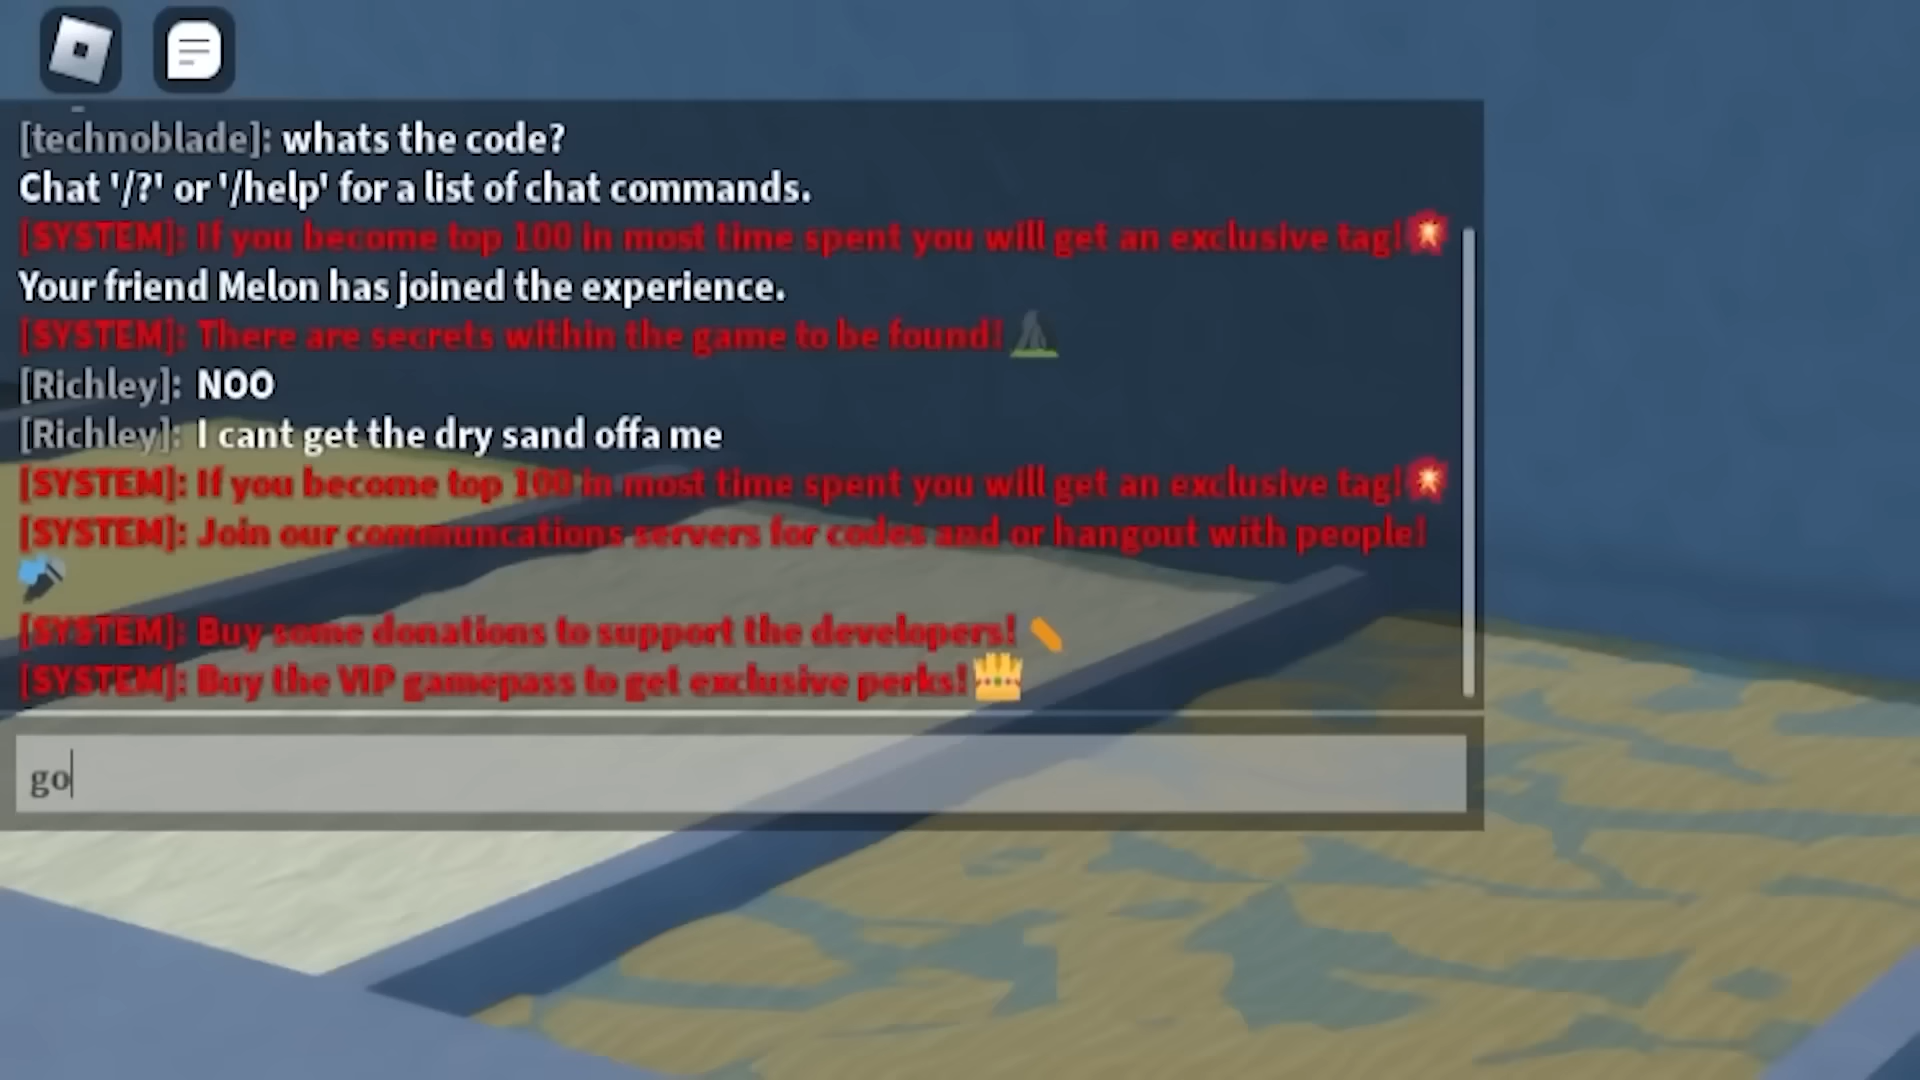 [technoblade]: whats the code?
Chat '/?' or '/help' for a list of chat commands.
[SYSTEM]: If you become top 100 in most time spent you will get an exclusive tag!
Your friend Melon has joined the experience.
[SYSTEM]: There are secrets within the game to be found!
[Richley]: NOO
[Richley]: I cant get the dry sand offa me
[SYSTEM]: If you become top 100 in most time spent you will get an exclusive tag!
[SYSTEM]: Join our communcations servers for codes and or hangout with people!
[SYSTEM]: Buy some donations to support the developers!
[SYSTEM]: Buy the VIP gamepass to get exclusive perks!
go